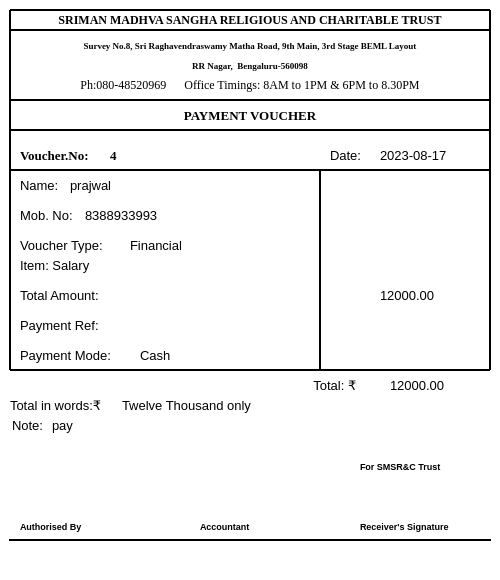 SRIMAN MADHVA SANGHA RELIGIOUS AND CHARITABLE TRUST
Survey No.8, Sri Raghavendraswamy Matha Road, 9th Main, 3rd Stage BEML Layout
RR Nagar, Bengaluru-560098
Ph:080-48520969 Office Timings: 8AM to 1PM & 6PM to 8.30PM
PAYMENT VOUCHER
Voucher.No: 4 Date: 2023-08-17
Name: prajwal
Mob. No: 8388933993
Voucher Type: Financial
Item: Salary
Total Amount: 12000.00
Payment Ref:
Payment Mode: Cash
Total: ₹ 12000.00
Total in words:₹ Twelve Thousand only
Note: pay
For SMSR&C Trust
Authorised By Accountant Receiver's Signature